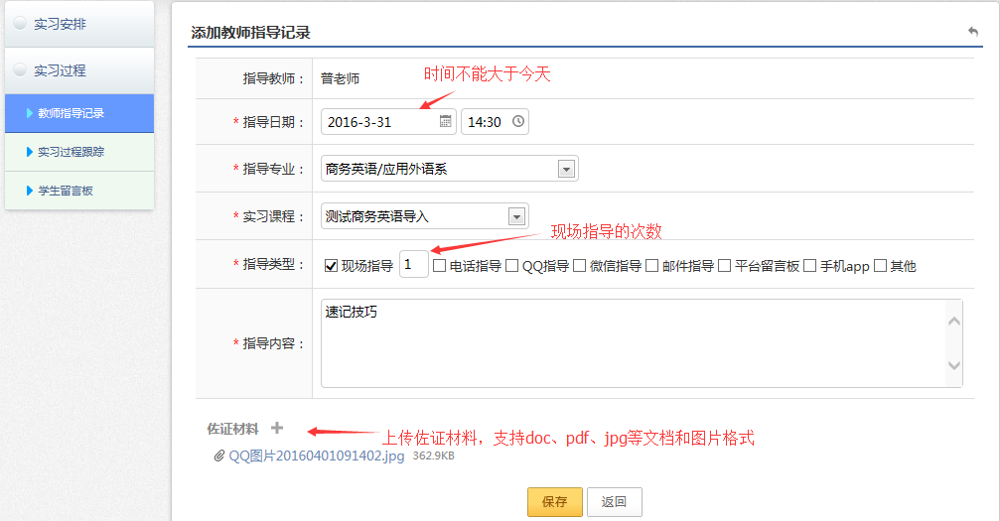 实习安排
实习过程
教师指导记录
实习过程跟踪
学生留言板
添加教师指导记录
指导教师： 普老师
时间不能大于今天
* 指导日期： 2016-3-31 14:30
* 指导专业： 商务英语/应用外语系
* 实习课程： 测试商务英语导入
现场指导的次数
* 指导类型： 现场指导 1 电话指导 QQ指导 微信指导 邮件指导 平台留言板 手机app 其他
* 指导内容： 速记技巧
佐证材料 +
上传佐证材料，支持doc、pdf、jpg等文档和图片格式
QQ图片20160401091402.jpg 362.9KB
保存 返回